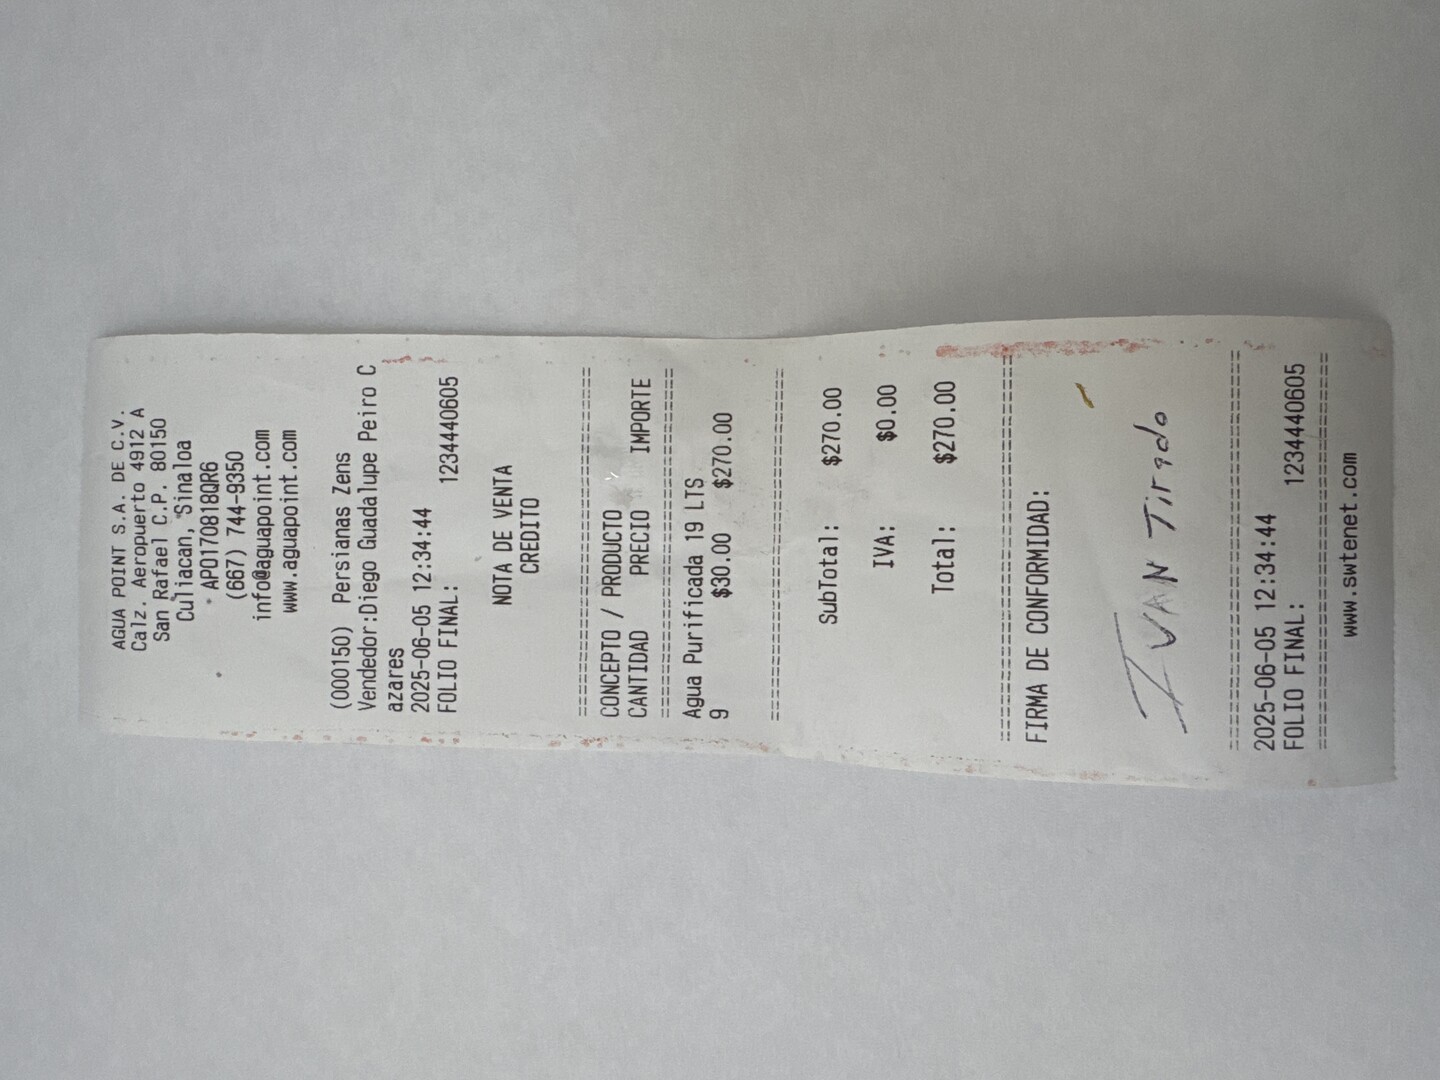 AGUA POINT S.A. DE C.V.
Calz. Aeropuerto 4912 A
San Rafael C.P. 80150
Culiacan, Sinaloa
APO170818QR6
(667) 744-9350
info@aguapoint.com
www.aguapoint.com
(000150) Persianas Zens
Vendedor:Diego Guadalupe Peiro C
azares
2025-06-05 12:34:44
FOLIO FINAL: 1234440605
NOTA DE VENTA
CREDITO
================================
CONCEPTO / PRODUCTO
CANTIDAD PRECIO IMPORTE
================================
Agua Purificada 19 LTS
9 $30.00 $270.00
================================
SubTotal: $270.00
IVA: $0.00
Total: $270.00
================================
FIRMA DE CONFORMIDAD:
IVAN Tirado
================================
2025-06-05 12:34:44
FOLIO FINAL: 1234440605
================================
www.swtenet.com